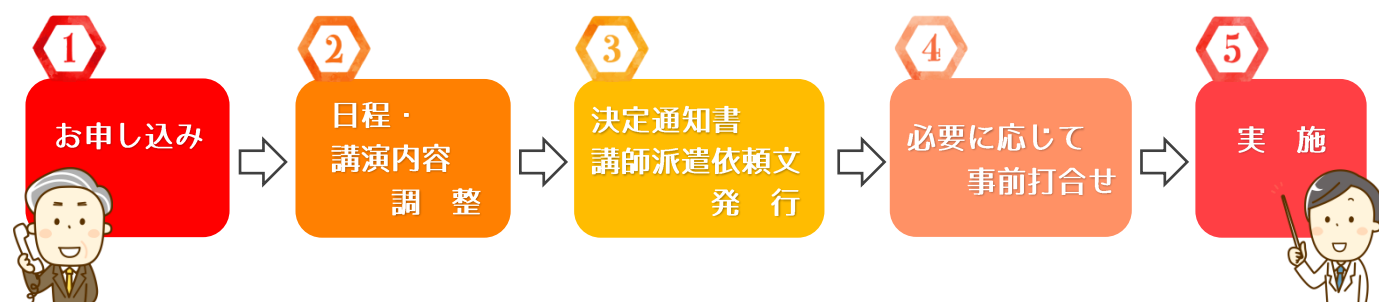 1
お申し込み
2
日程・
講演内容
調　整
3
決定通知書
講師派遣依頼文
発　行
4
必要に応じて
事前打合せ
5
実　施